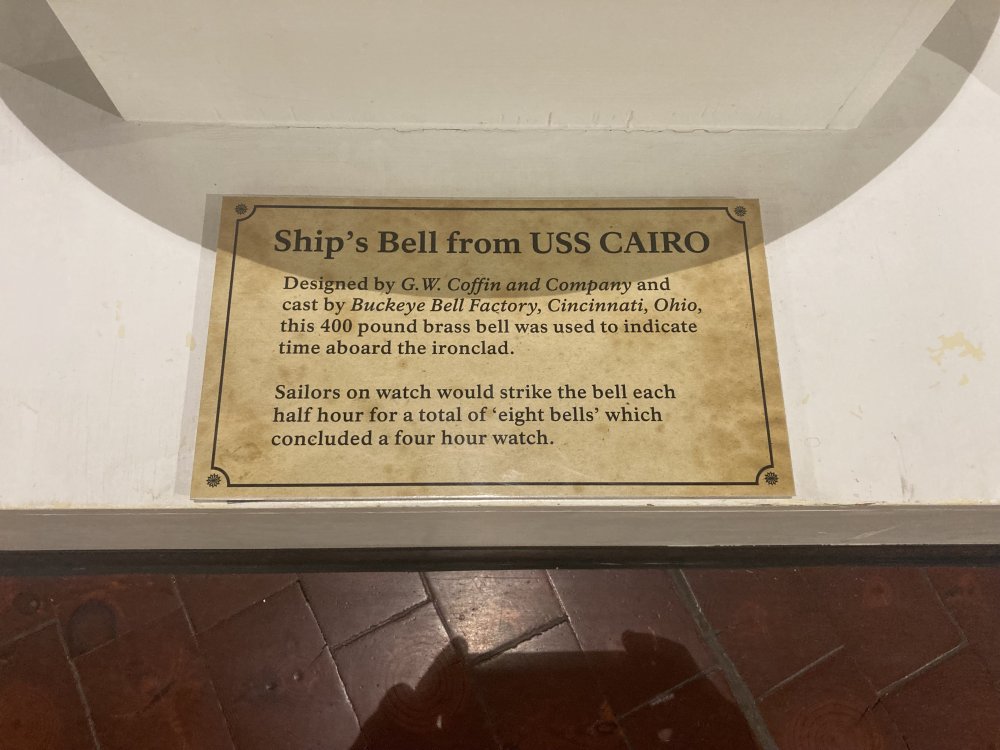 Ship's Bell from USS CAIRO
Designed by G.W. Coffin and Company and
cast by Buckeye Bell Factory, Cincinnati, Ohio,
this 400 pound brass bell was used to indicate
time aboard the ironclad.
Sailors on watch would strike the bell each
half hour for a total of 'eight bells' which
concluded a four hour watch.